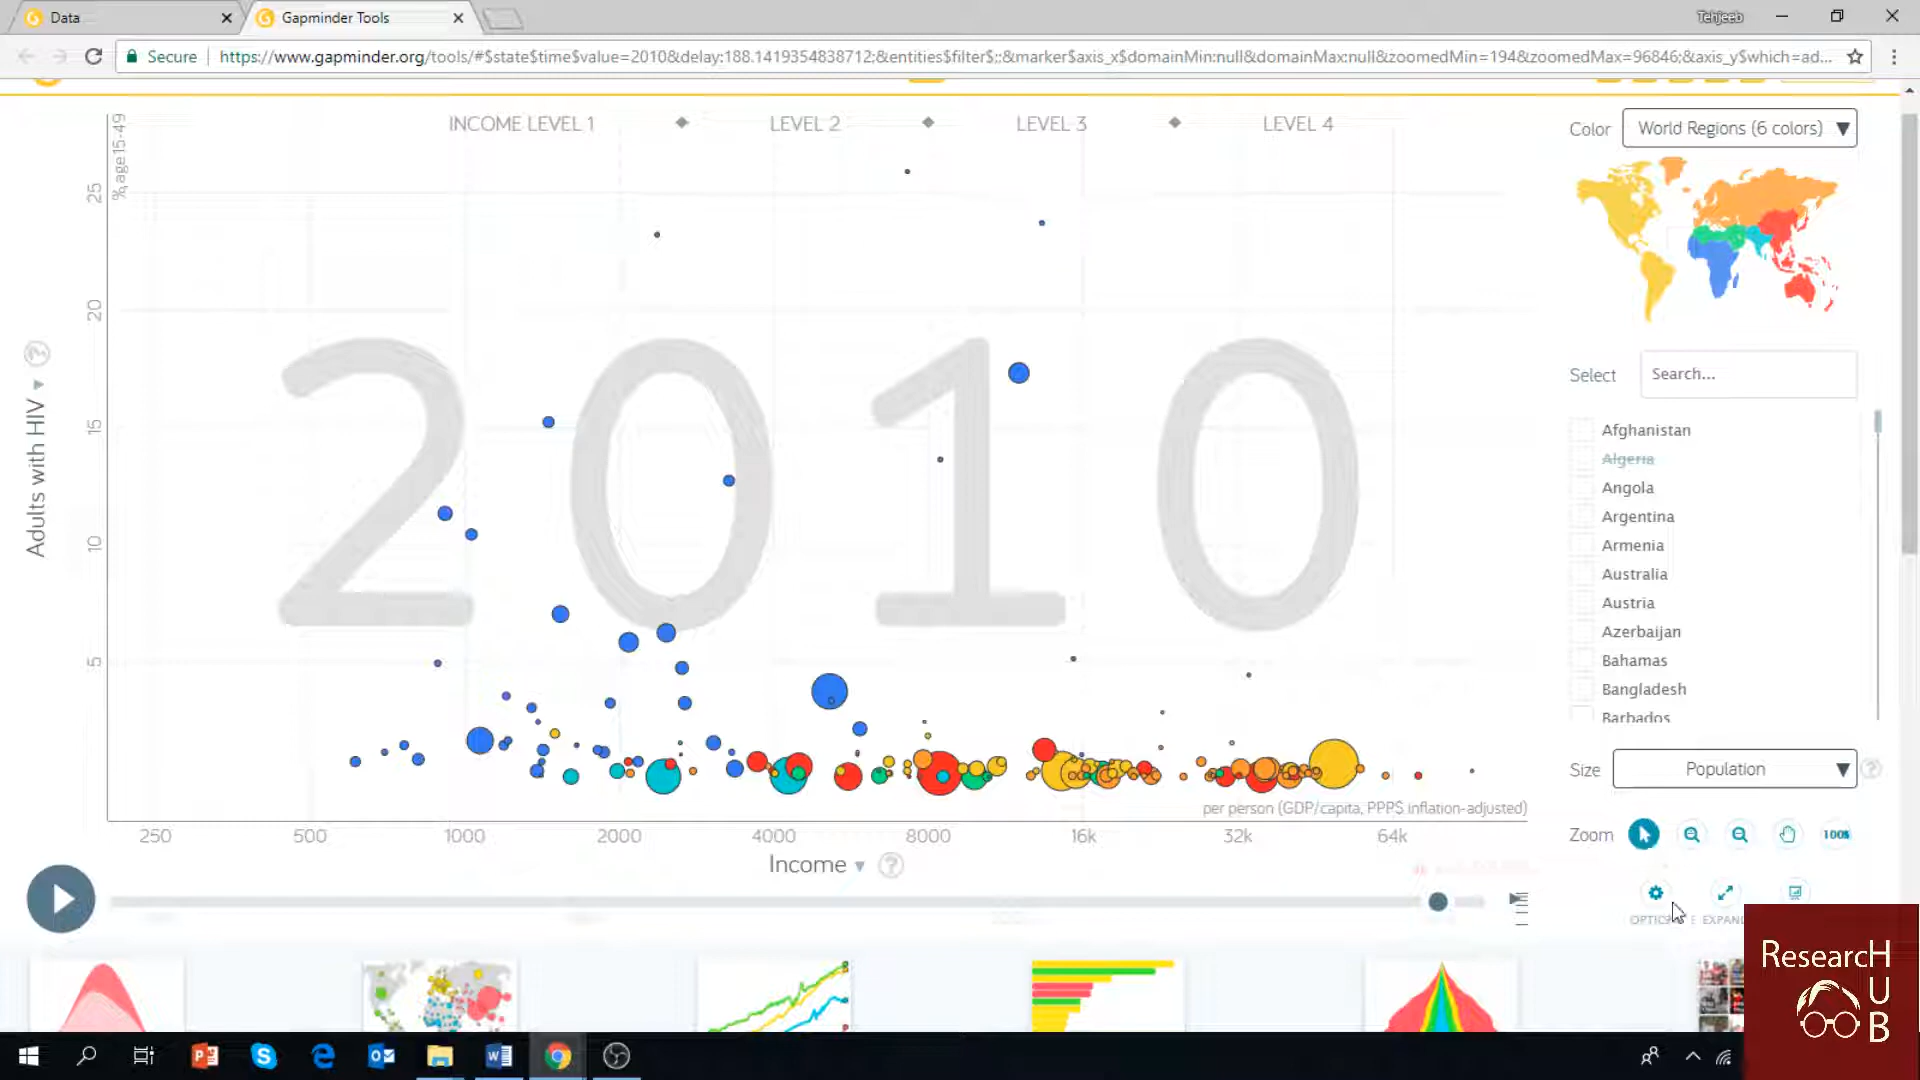 Data
Gapminder Tools
Tehjeeb
Secure
https://www.gapminder.org/tools/#$state$time$value=2010&delay:188.1419354838712;&entities$filter$;;&marker$axis_x$domainMin:null&domainMax:null&zoomedMin=194&zoomedMax=96846;&axis_y$which=ad...
INCOME LEVEL 1
LEVEL 2
LEVEL 3
LEVEL 4
%, age 15-49
Adults with HIV
25
20
15
10
5
2010
per person (GDP/capita, PPP$ inflation-adjusted)
250
500
1000
2000
4000
8000
16k
32k
64k
Income
?
Color
World Regions (6 colors)
Select
Search...
Afghanistan
Algeria
Angola
Argentina
Armenia
Australia
Austria
Azerbaijan
Bahamas
Bangladesh
Barbados
Size
Population
?
Zoom
100%
EXPAND
ResearcH
U
B